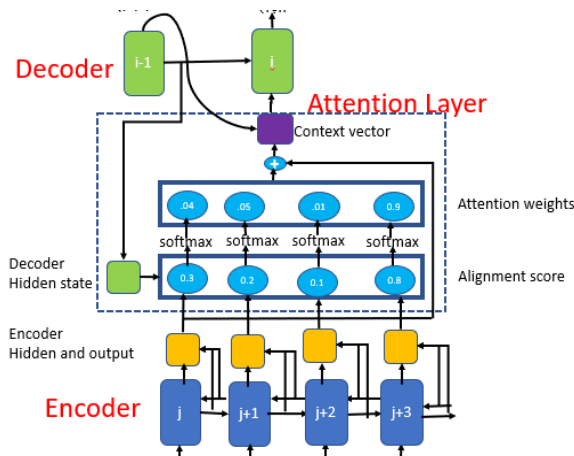 i-1
i
Decoder
Attention Layer
Context vector
+
.04
.05
.01
0.9
Attention weights
softmax
softmax
softmax
softmax
Decoder
Hidden state
0.3
0.2
0.1
0.8
Alignment score
Encoder
Hidden and output
Encoder
j
j+1
j+2
j+3